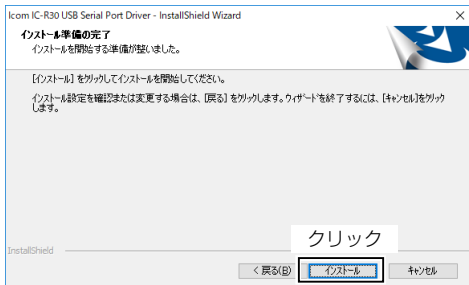 Icom IC-R30 USB Serial Port Driver - InstallShield Wizard
インストール準備の完了
インストールを開始する準備が整いました。
[インストール] をクリックしてインストールを開始してください。
インストール設定を確認または変更する場合は、[戻る] をクリックします。ウィザードを終了するには、[キャンセル]をクリック
します。
クリック
InstallShield
< 戻る(B)
インストール
キャンセル